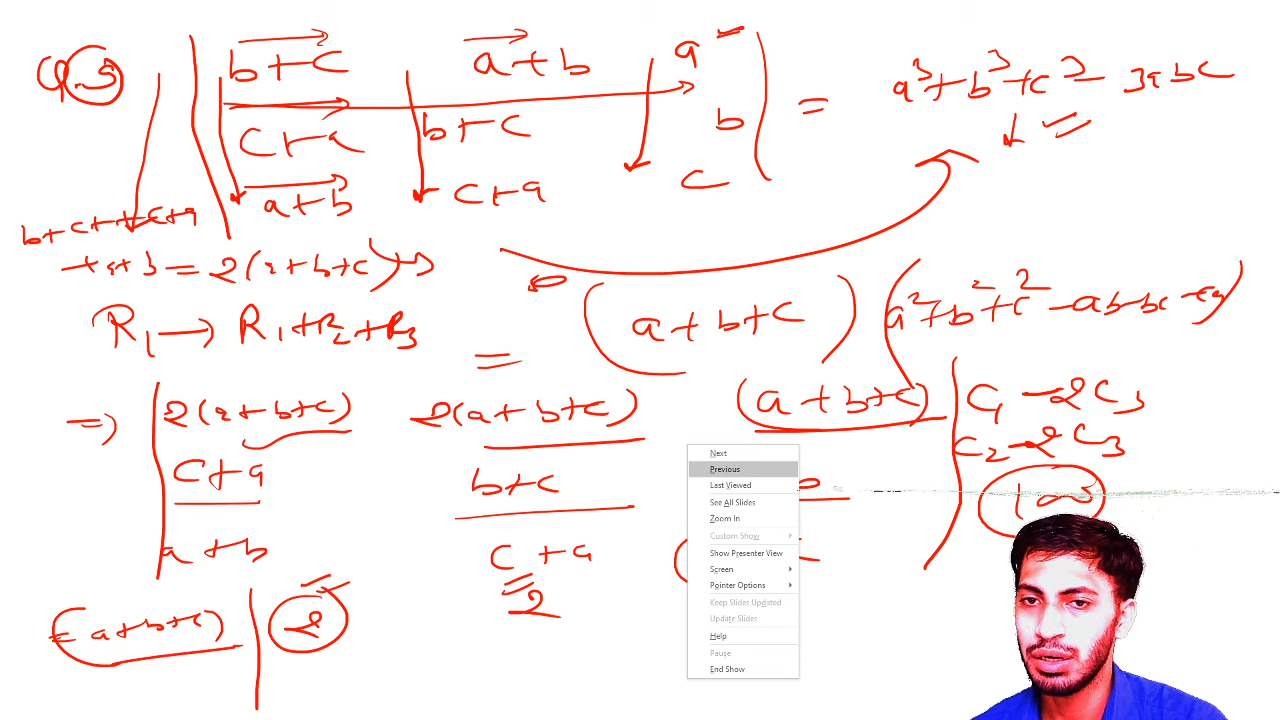 Q.3 | b+c a+b a | = a³+b³+c³-3abc
c+a b+c b
a+b c+a c
b+c+c+a
+a+b = 2(a+b+c)
R₁ → R₁+R₂+R₃
= (a+b+c) (a²+b²+c²-ab-bc-ca)
=> | 2(a+b+c) 2(a+b+c) (a+b+c) | C₁-2C₃
C₂-2C₃
c+a b+c b
a+b c+a
2
= a+b+c) | 2
Next
Previous
Last Viewed
See All Slides
Zoom In
Custom Show
Show Presenter View
Screen
Pointer Options
Keep Slides Updated
Update Slides
Help
Pause
End Show